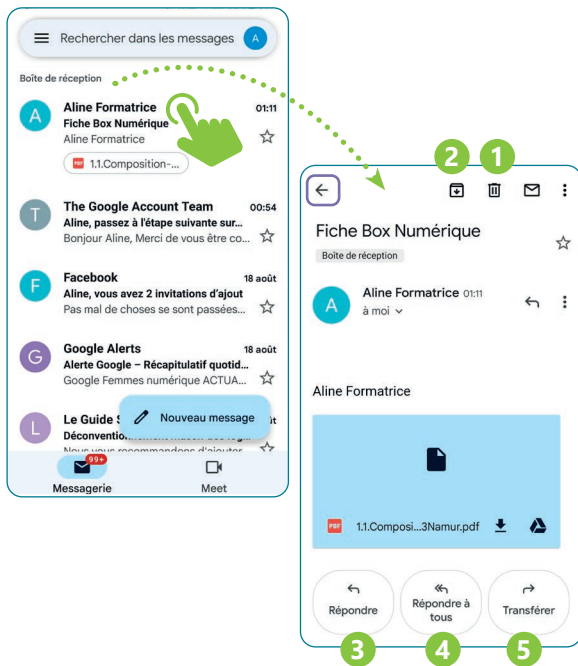 Rechercher dans les messages
A
Boîte de réception
A
Aline Formatrice
01:11
Fiche Box Numérique
Aline Formatrice
PDF
1.1.Composition-...
T
The Google Account Team
00:54
Aline, passez à l'étape suivante sur...
Bonjour Aline, Merci de vous être co...
F
Facebook
18 août
Aline, vous avez 2 invitations d'ajout
Pas mal de choses se sont passées...
G
Google Alerts
18 août
Alerte Google – Récapitulatif quotid...
Google Femmes numérique ACTUA...
L
Le Guide
Nouveau message
99+
Messagerie
Meet
2
1
Fiche Box Numérique
Boîte de réception
A
Aline Formatrice 01:11
à moi
Aline Formatrice
PDF
1.1.Composi...3Namur.pdf
Répondre
Répondre à
tous
Transférer
3
4
5